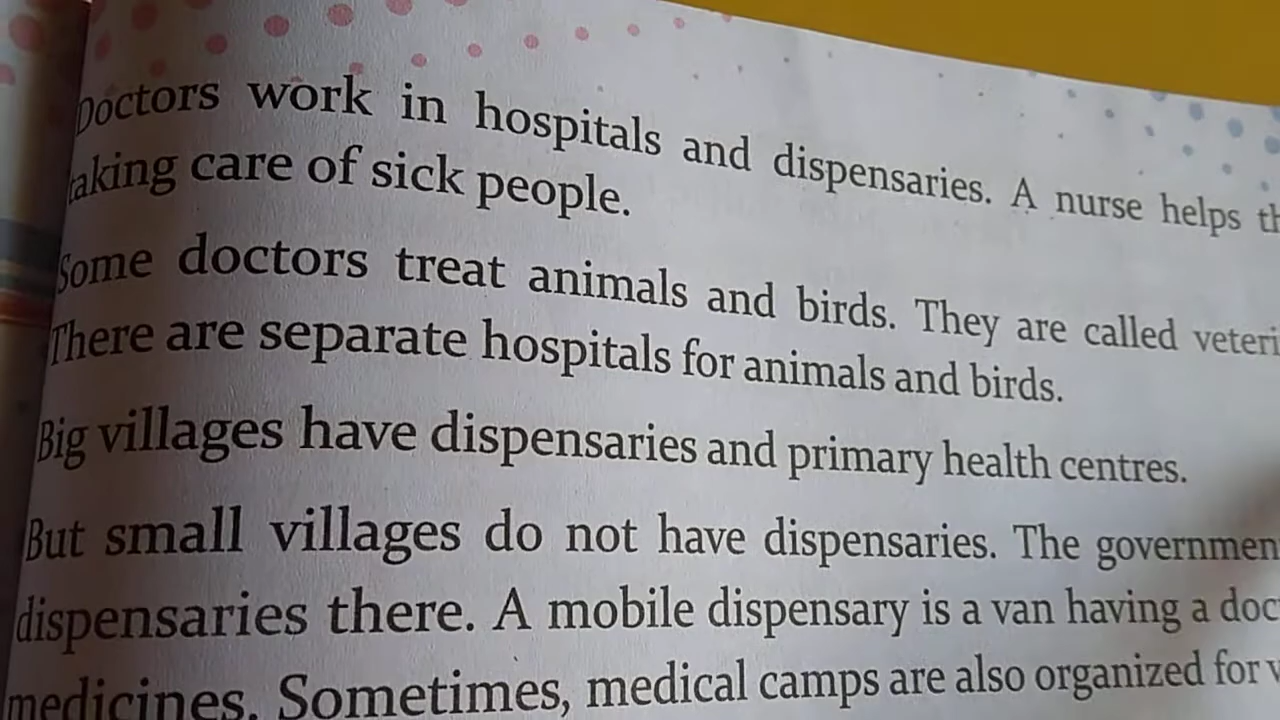 Doctors work in hospitals and dispensaries. A nurse helps
taking care of sick people.
Some doctors treat animals and birds. They are called
There are separate hospitals for animals and birds.
Big villages have dispensaries and primary health centres.
But small villages do not have dispensaries. The
dispensaries there. A mobile dispensary is a van having a
medicines. Sometimes, medical camps are also organized for